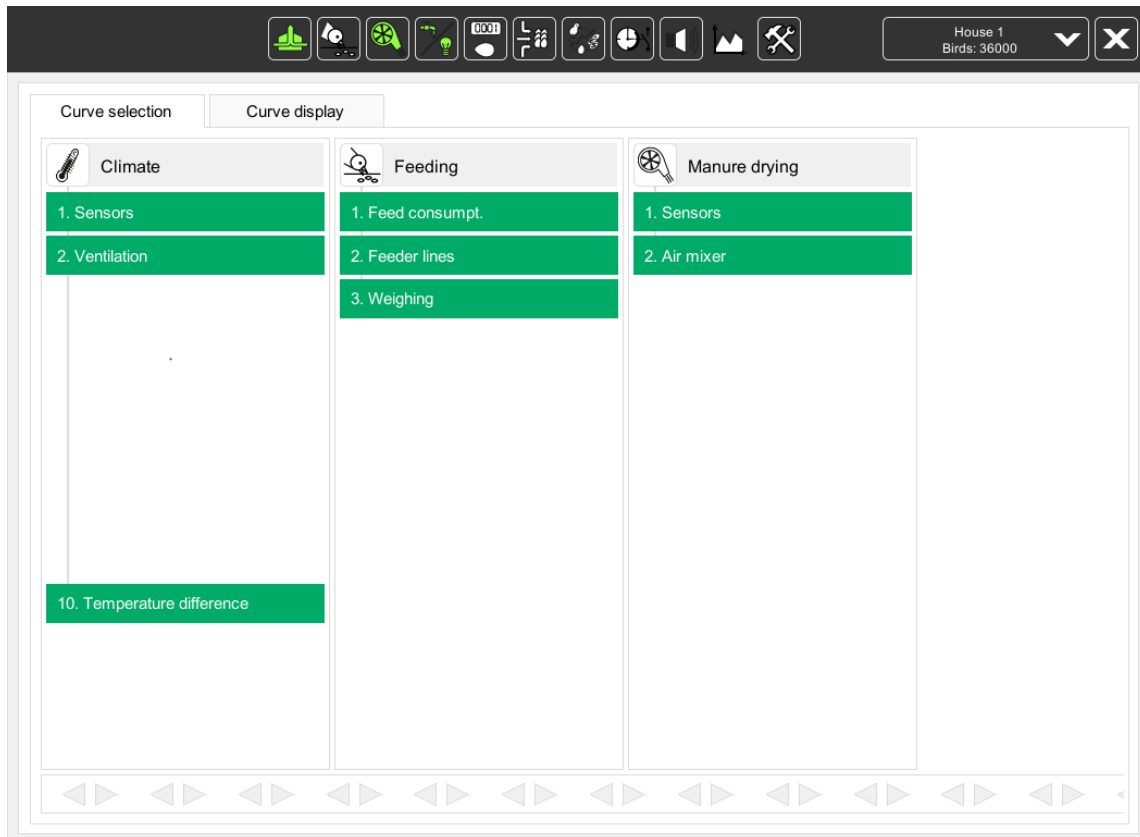 0001
House 1
Birds: 36000
Curve selection
Curve display
Climate
1. Sensors
2. Ventilation
10. Temperature difference
Feeding
1. Feed consumpt.
2. Feeder lines
3. Weighing
Manure drying
1. Sensors
2. Air mixer